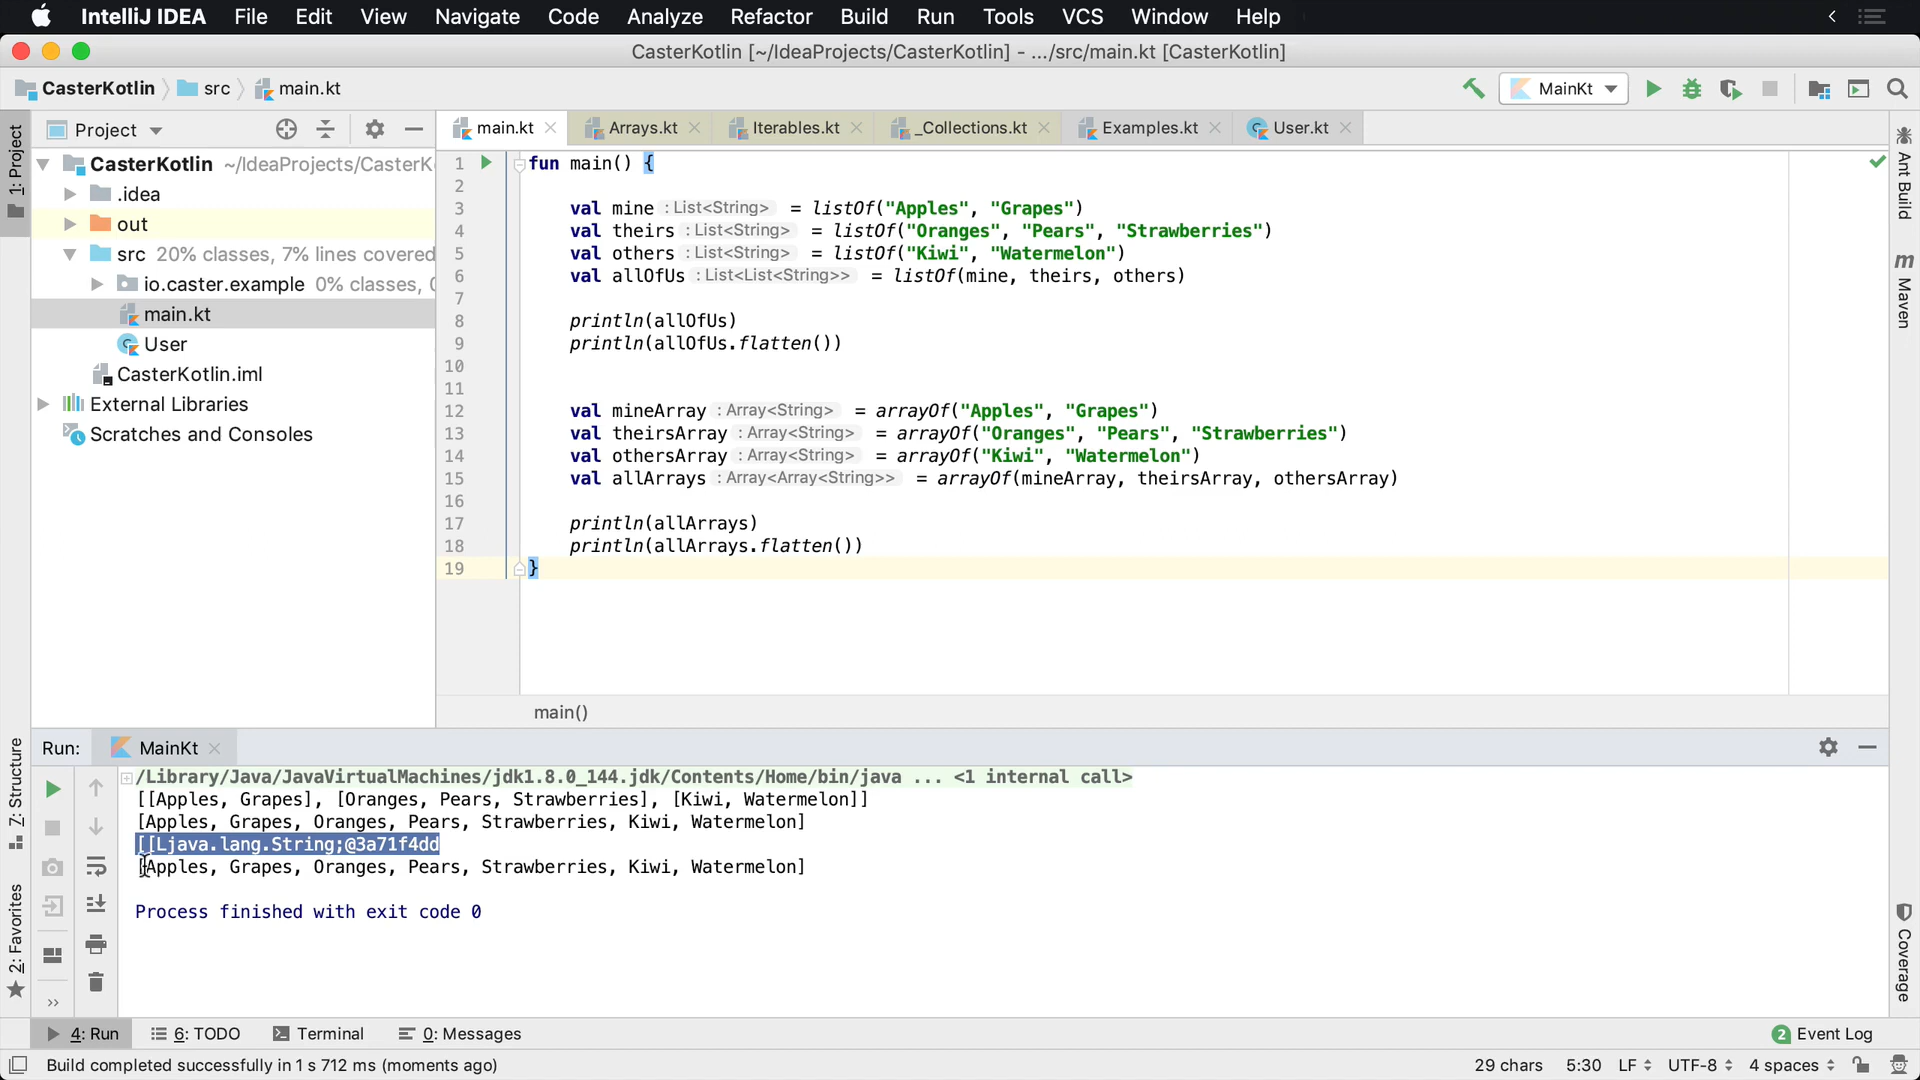 IntelliJ IDEA File Edit View Navigate Code Analyze Refactor Build Run Tools VCS Window Help
CasterKotlin [~/IdeaProjects/CasterKotlin] - .../src/main.kt [CasterKotlin]
CasterKotlin src main.kt MainKt
1: Project
Project
main.kt Arrays.kt Iterables.kt _Collections.kt Examples.kt User.kt
CasterKotlin ~/IdeaProjects/CasterK
.idea
out
src 20% classes, 7% lines covered
io.caster.example 0% classes, 0
main.kt
User
CasterKotlin.iml
External Libraries
Scratches and Consoles
1 fun main() {
2
3 val mine : List<String> = listOf("Apples", "Grapes")
4 val theirs : List<String> = listOf("Oranges", "Pears", "Strawberries")
5 val others : List<String> = listOf("Kiwi", "Watermelon")
6 val allOfUs : List<List<String>> = listOf(mine, theirs, others)
7
8 println(allOfUs)
9 println(allOfUs.flatten())
10
11
12 val mineArray : Array<String> = arrayOf("Apples", "Grapes")
13 val theirsArray : Array<String> = arrayOf("Oranges", "Pears", "Strawberries")
14 val othersArray : Array<String> = arrayOf("Kiwi", "Watermelon")
15 val allArrays : Array<Array<String>> = arrayOf(mineArray, theirsArray, othersArray)
16
17 println(allArrays)
18 println(allArrays.flatten())
19 }
main()
Ant Build
m Maven
Coverage
Run: MainKt
/Library/Java/JavaVirtualMachines/jdk1.8.0_144.jdk/Contents/Home/bin/java ... <1 internal call>
[[Apples, Grapes], [Oranges, Pears, Strawberries], [Kiwi, Watermelon]]
[Apples, Grapes, Oranges, Pears, Strawberries, Kiwi, Watermelon]
[[Ljava.lang.String;@3a71f4dd
[Apples, Grapes, Oranges, Pears, Strawberries, Kiwi, Watermelon]
Process finished with exit code 0
Z: Structure
2: Favorites
4: Run 6: TODO Terminal 0: Messages 2 Event Log
Build completed successfully in 1 s 712 ms (moments ago) 29 chars 5:30 LF UTF-8 4 spaces